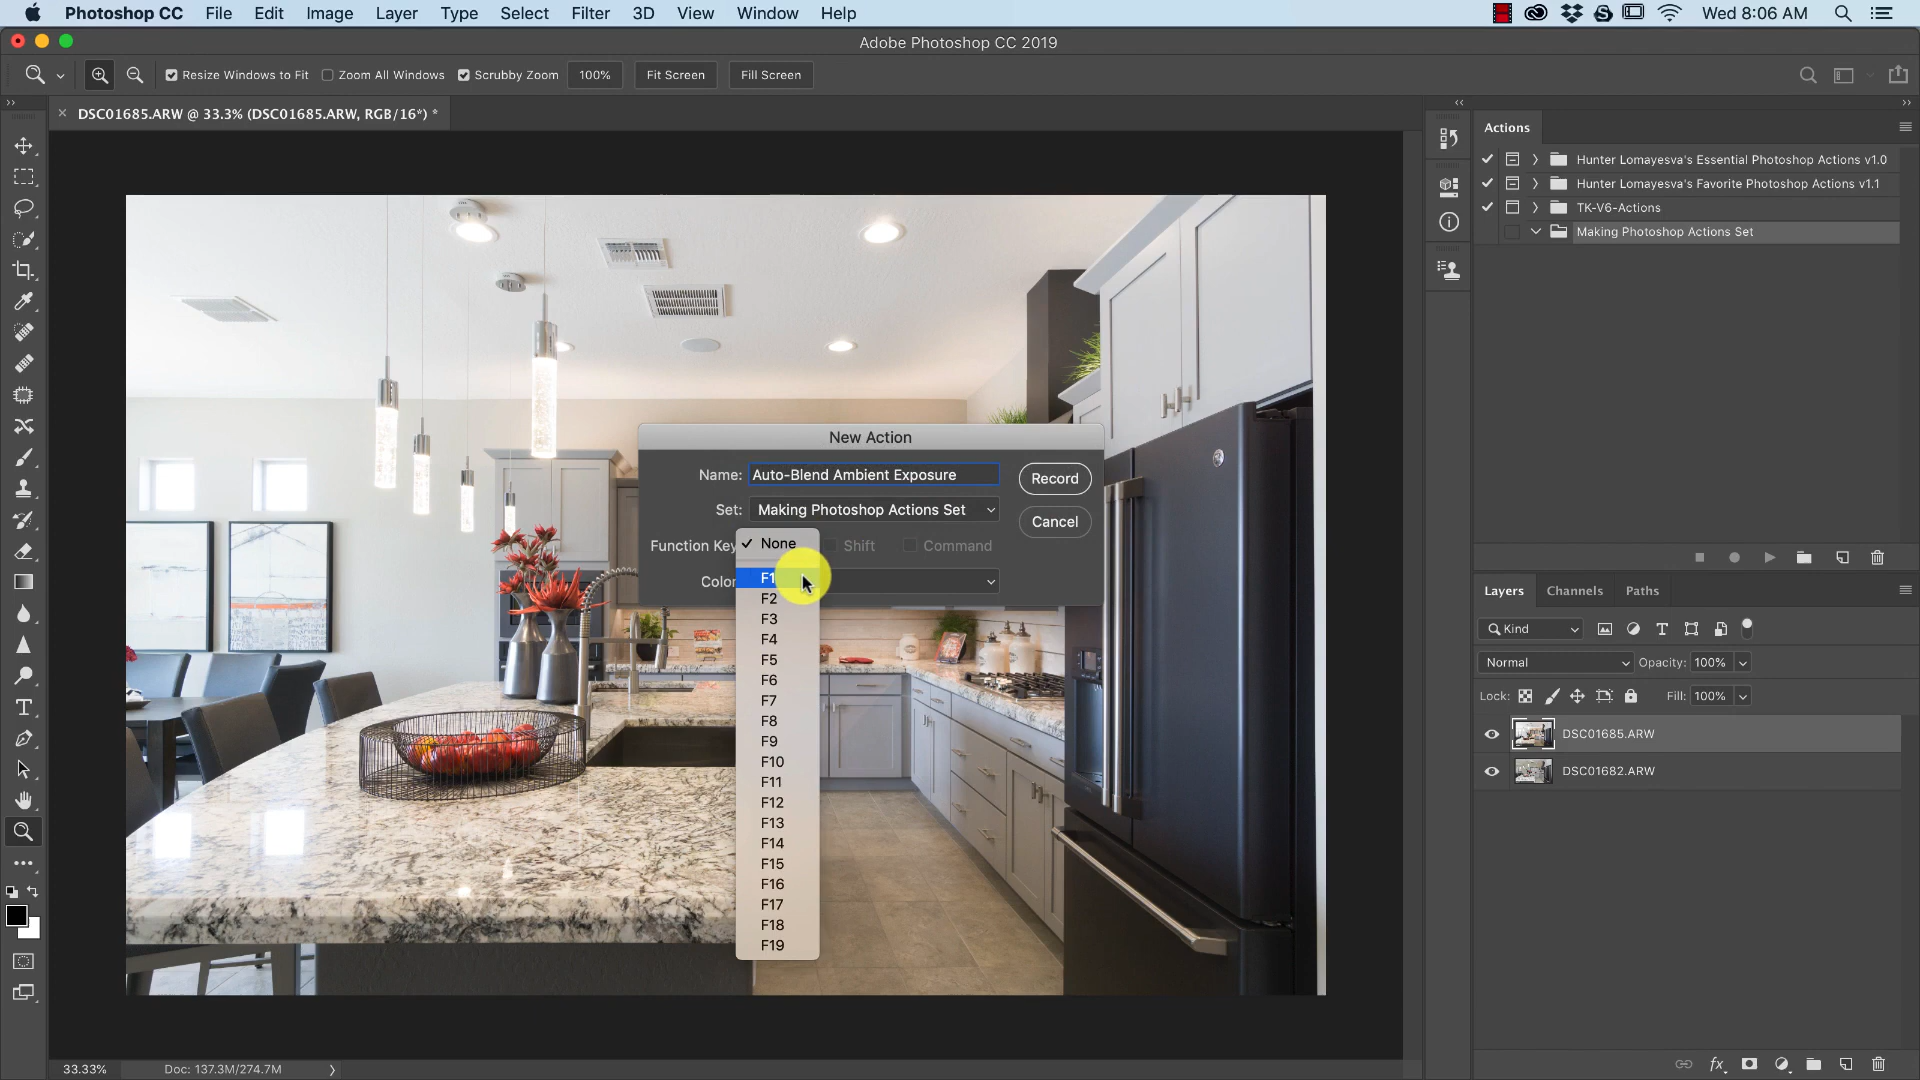 Photoshop CC File Edit Image Layer Type Select Filter 3D View Window Help Wed 8:06 AM
Adobe Photoshop CC 2019
Resize Windows to Fit Zoom All Windows Scrubby Zoom 100% Fit Screen Fill Screen
DSC01685.ARW @ 33.3% (DSC01685.ARW, RGB/16*) *
Actions
Hunter Lomayesva's Essential Photoshop Actions v1.0
Hunter Lomayesva's Favorite Photoshop Actions v1.1
TK-V6-Actions
Making Photoshop Actions Set
New Action
Name: Auto-Blend Ambient Exposure Record
Set: Making Photoshop Actions Set Cancel
Function Key None Shift Command
Color
F1
F2
F3
F4
F5
F6
F7
F8
F9
F10
F11
F12
F13
F14
F15
F16
F17
F18
F19
Layers Channels Paths
Kind
Normal Opacity: 100%
Lock: Fill: 100%
DSC01685.ARW
DSC01682.ARW
33.33% Doc: 137.3M/274.7M